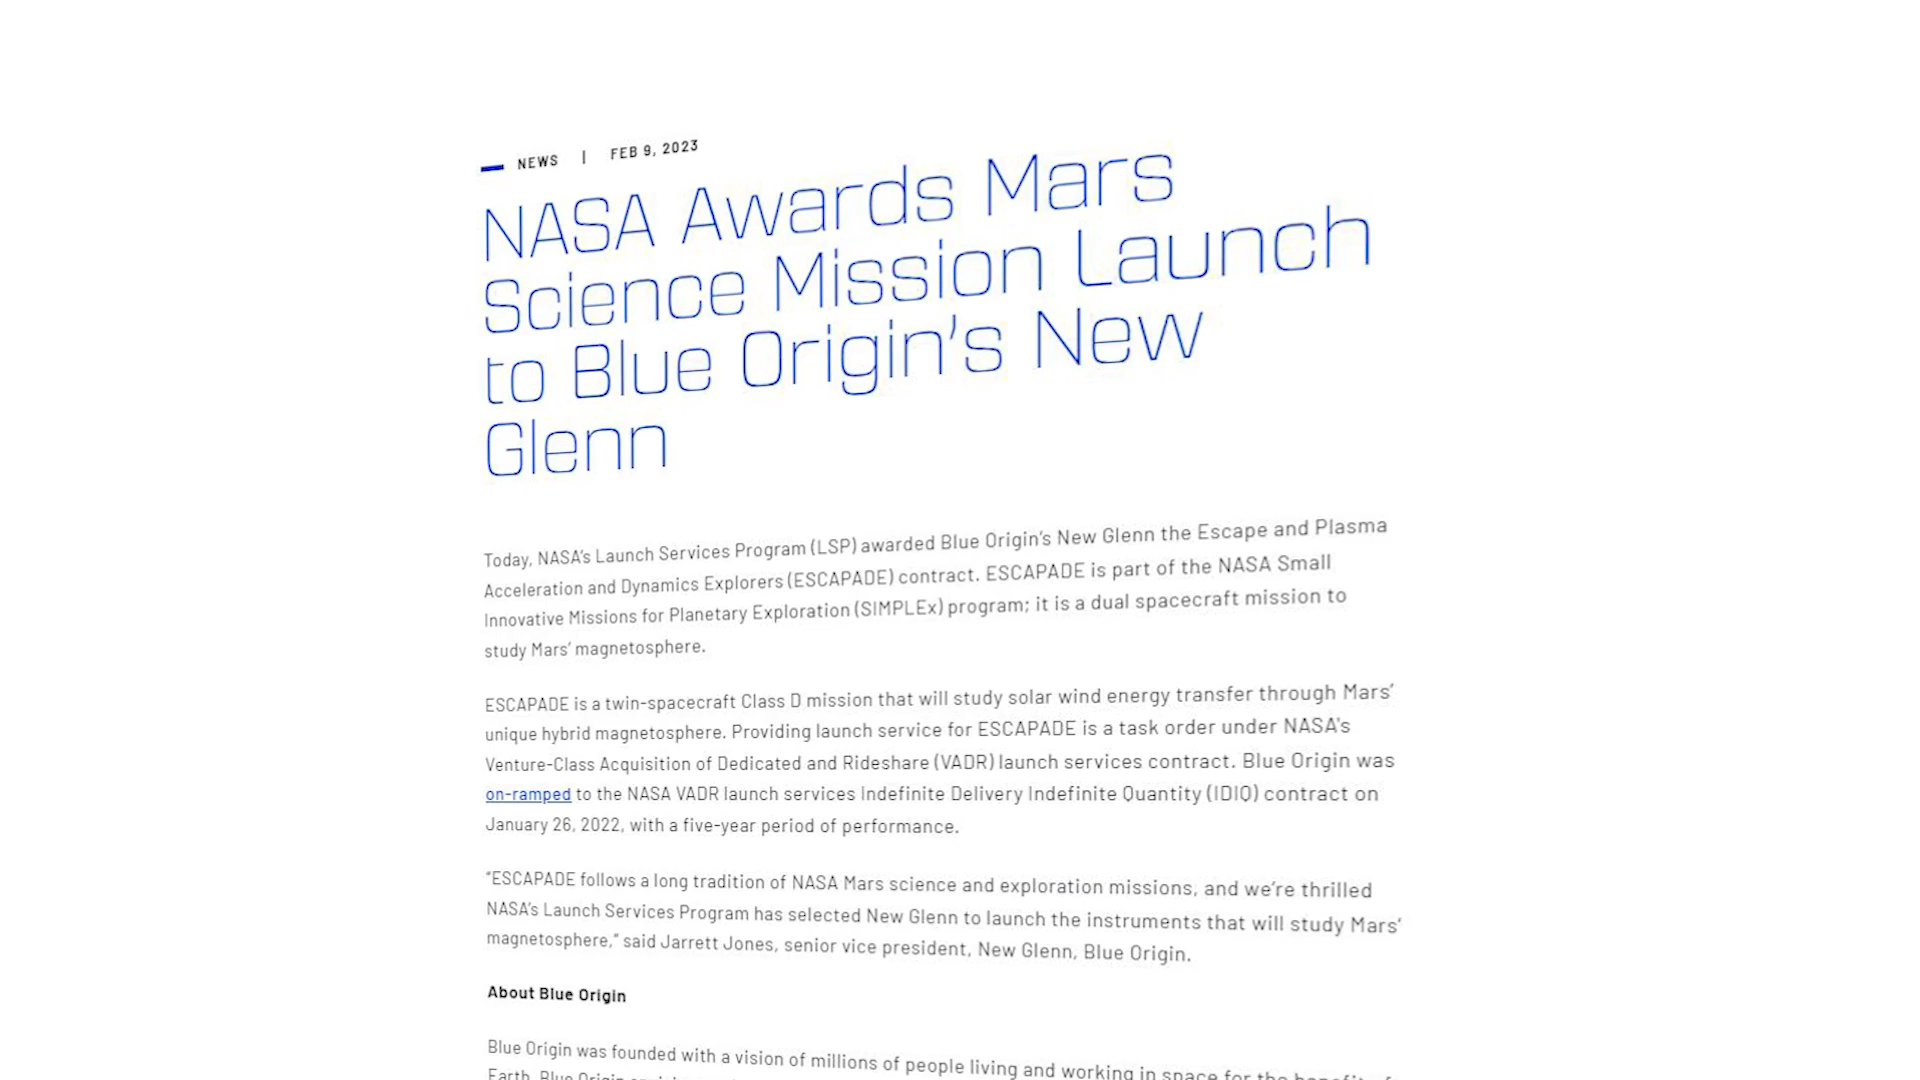 NEWS | FEB 9, 2023
NASA Awards Mars
Science Mission Launch
to Blue Origin's New
Glenn
Today, NASA's Launch Services Program (LSP) awarded Blue Origin's New Glenn the Escape and Plasma
Acceleration and Dynamics Explorers (ESCAPADE) contract. ESCAPADE is part of the NASA Small
Innovative Missions for Planetary Exploration (SIMPLEx) program; it is a dual spacecraft mission to
study Mars' magnetosphere.
ESCAPADE is a twin-spacecraft Class D mission that will study solar wind energy transfer through Mars'
unique hybrid magnetosphere. Providing launch service for ESCAPADE is a task order under NASA's
Venture-Class Acquisition of Dedicated and Rideshare (VADR) launch services contract. Blue Origin was
on-ramped to the NASA VADR launch services Indefinite Delivery Indefinite Quantity (IDIQ) contract on
January 26, 2022, with a five-year period of performance.
"ESCAPADE follows a long tradition of NASA Mars science and exploration missions, and we're thrilled
NASA's Launch Services Program has selected New Glenn to launch the instruments that will study Mars'
magnetosphere," said Jarrett Jones, senior vice president, New Glenn, Blue Origin.
About Blue Origin
Blue Origin was founded with a vision of millions of people living and working in space for the benefit of
Earth. Blue Origin